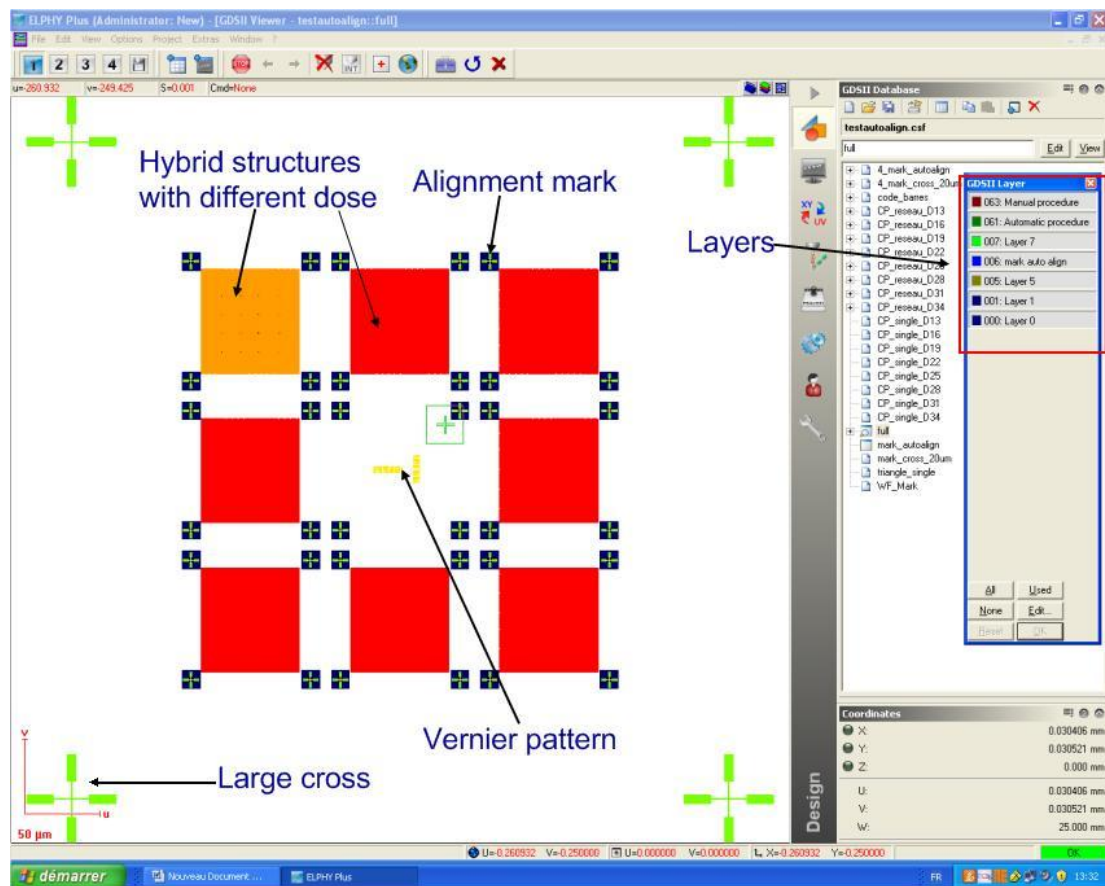 ELPHY Plus (Administrator: New) - [GDSII Viewer - testautoalign::full]
File Edit View Options Project Extras Window ?
1 2 3 4
INT
u=-260.932 v=-249.425 S=0.001 Cmd=None
GDSII Database
testautoalign.csf
full Edit View
4_mark_autoalign
4_mark_cross_20um
code_barres
CP_reseau_D13
CP_reseau_D16
CP_reseau_D19
CP_reseau_D22
CP_reseau_D28
CP_reseau_D31
CP_reseau_D34
CP_single_D13
CP_single_D16
CP_single_D19
CP_single_D22
CP_single_D25
CP_single_D28
CP_single_D31
CP_single_D34
full
mark_autoalign
mark_cross_20um
triangle_single
WF_Mark
GDSII Layer
063: Manual procedure
061: Automatic procedure
007: Layer 7
006: mark auto align
005: Layer 5
001: Layer 1
000: Layer 0
All Used
None Edit...
Reset OK
Hybrid structures
with different dose
Alignment mark
Layers
Vernier pattern
Large cross
v
u
50 µm
XY
UV
Design
Coordinates
X: 0.030406 mm
Y: 0.030521 mm
Z: 0.000 mm
U: 0.030406 mm
V: 0.030521 mm
W: 25.000 mm
U=-0.260932 V=-0.250000 U=0.000000 V=0.000000 X=-0.260932 Y=-0.250000 OK
démarrer Nouveau Document ... ELPHY Plus FR 13:32